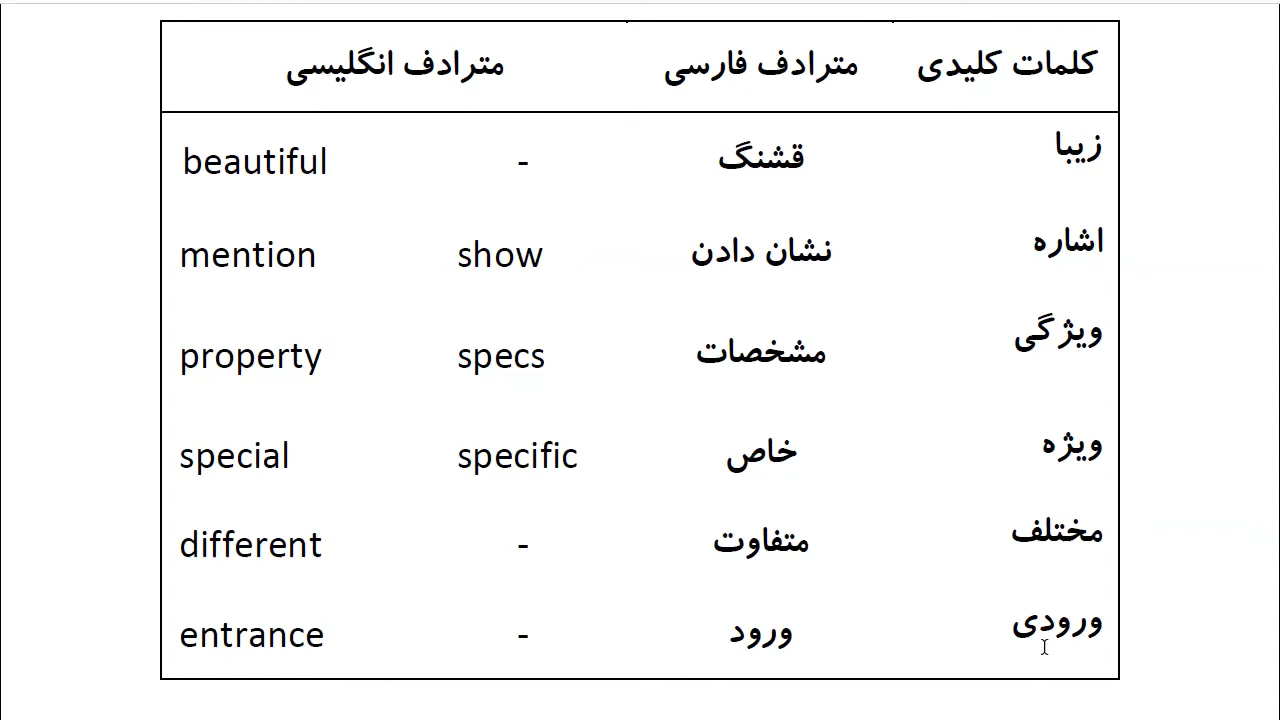 کلمات کلیدی مترادف فارسی مترادف انگلیسی
زیبا قشنگ - beautiful
اشاره نشان دادن show mention
ویژگی مشخصات specs property
ویژه خاص specific special
مختلف متفاوت - different
ورودی ورود - entrance